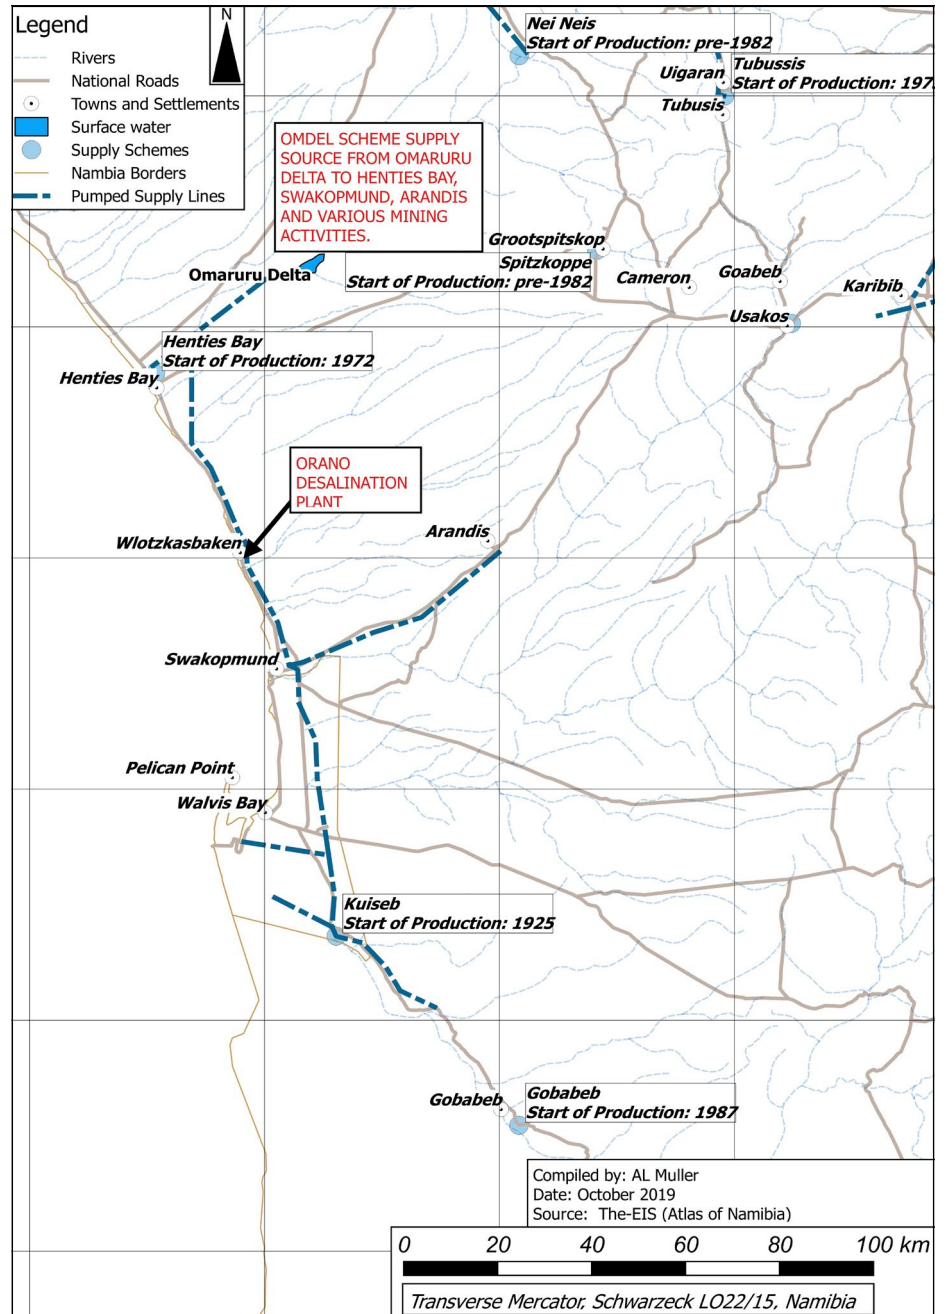 Legend
Rivers
National Roads
Towns and Settlements
Surface water
Supply Schemes
Nambia Borders
Pumped Supply Lines
N
Nei Neis
Start of Production: pre-1982
Uigaran
Tubussis
Start of Production: 197
Tubusis
OMDEL SCHEME SUPPLY
SOURCE FROM OMARURU
DELTA TO HENTIES BAY,
SWAKOPMUND, ARANDIS
AND VARIOUS MINING
ACTIVITIES.
Grootspitskop
Spitzkoppe
Start of Production: pre-1982
Omaruru Delta
Cameron
Goabeb
Karibib
Usakos
Henties Bay
Start of Production: 1972
Henties Bay
ORANO
DESALINATION
PLANT
Wlotzkasbaken
Arandis
Swakopmund
Pelican Point
Walvis Bay
Kuiseb
Start of Production: 1925
Gobabeb
Gobabeb
Start of Production: 1987
Compiled by: AL Muller
Date: October 2019
Source: The-EIS (Atlas of Namibia)
0 20 40 60 80 100 km
Transverse Mercator, Schwarzeck LO22/15, Namibia